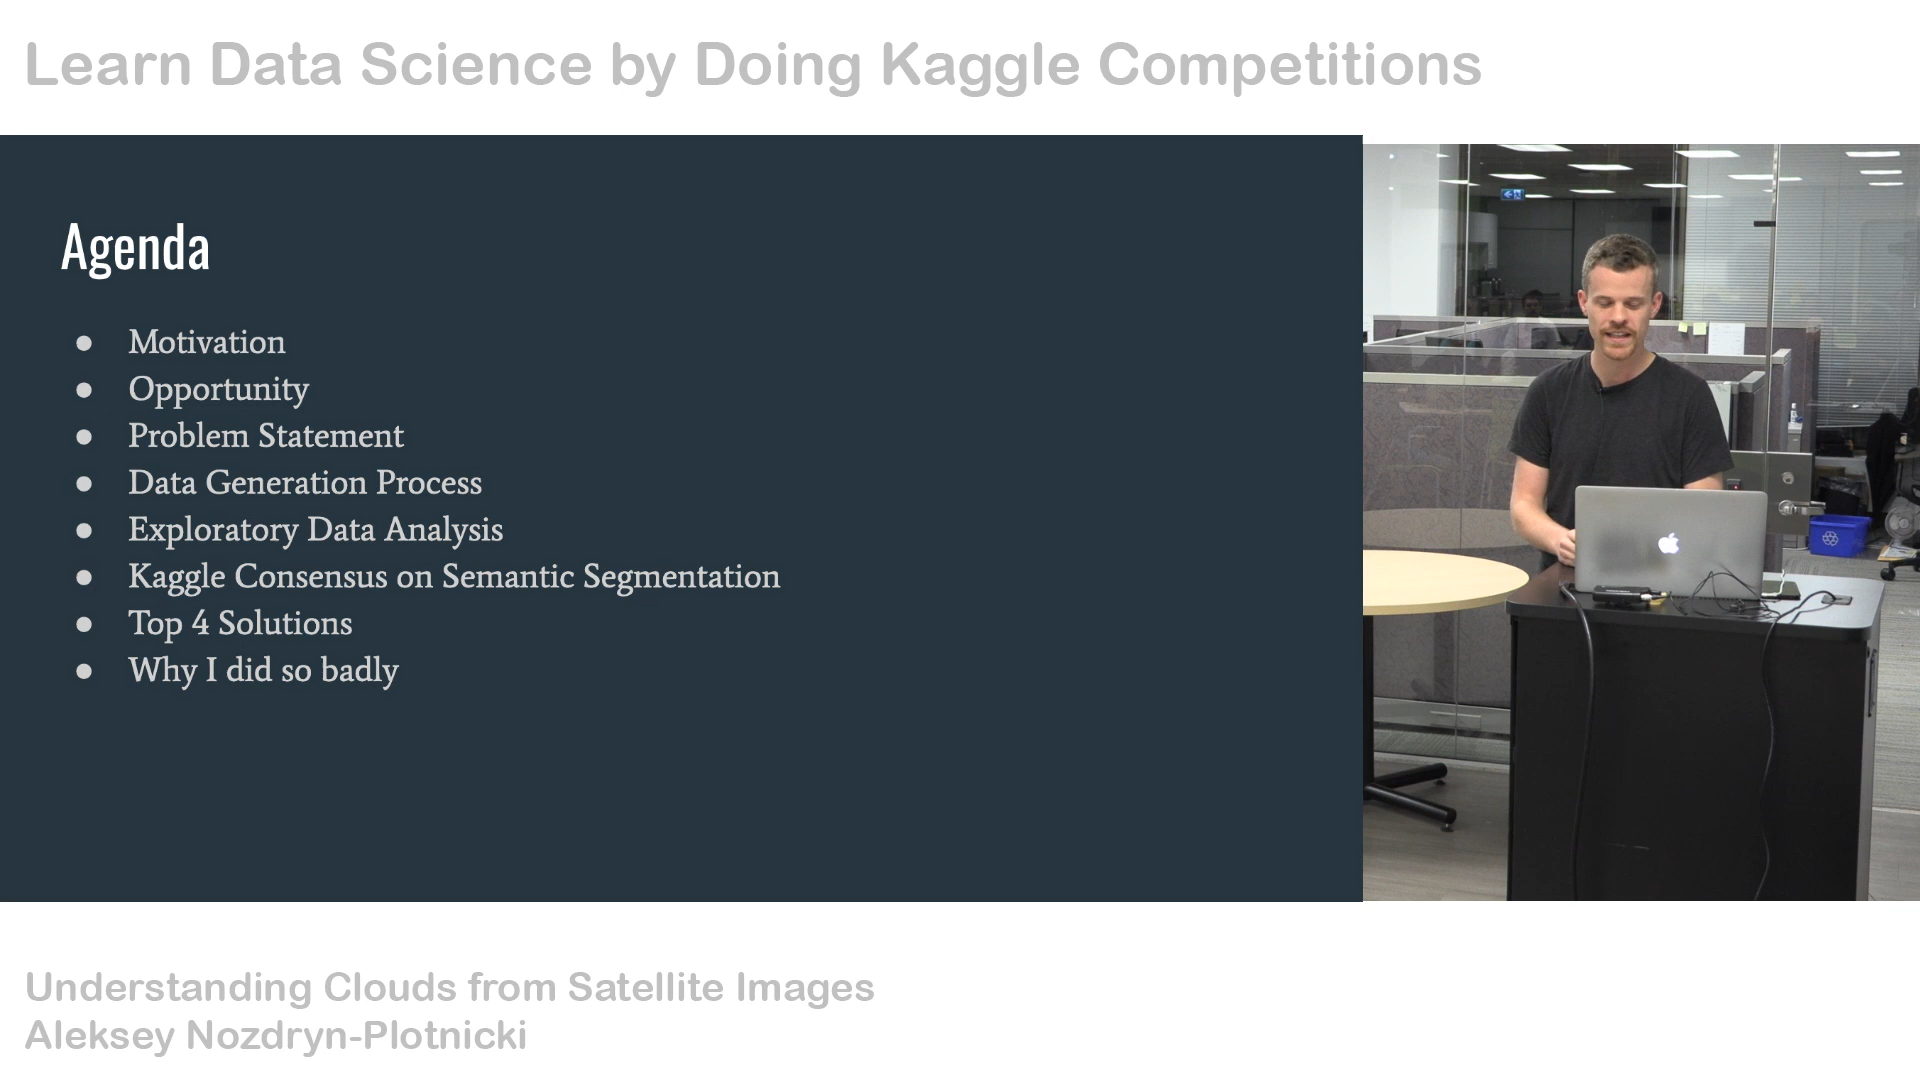 Learn Data Science by Doing Kaggle Competitions
Agenda
● Motivation
● Opportunity
● Problem Statement
● Data Generation Process
● Exploratory Data Analysis
● Kaggle Consensus on Semantic Segmentation
● Top 4 Solutions
● Why I did so badly
Understanding Clouds from Satellite Images
Aleksey Nozdryn-Plotnicki